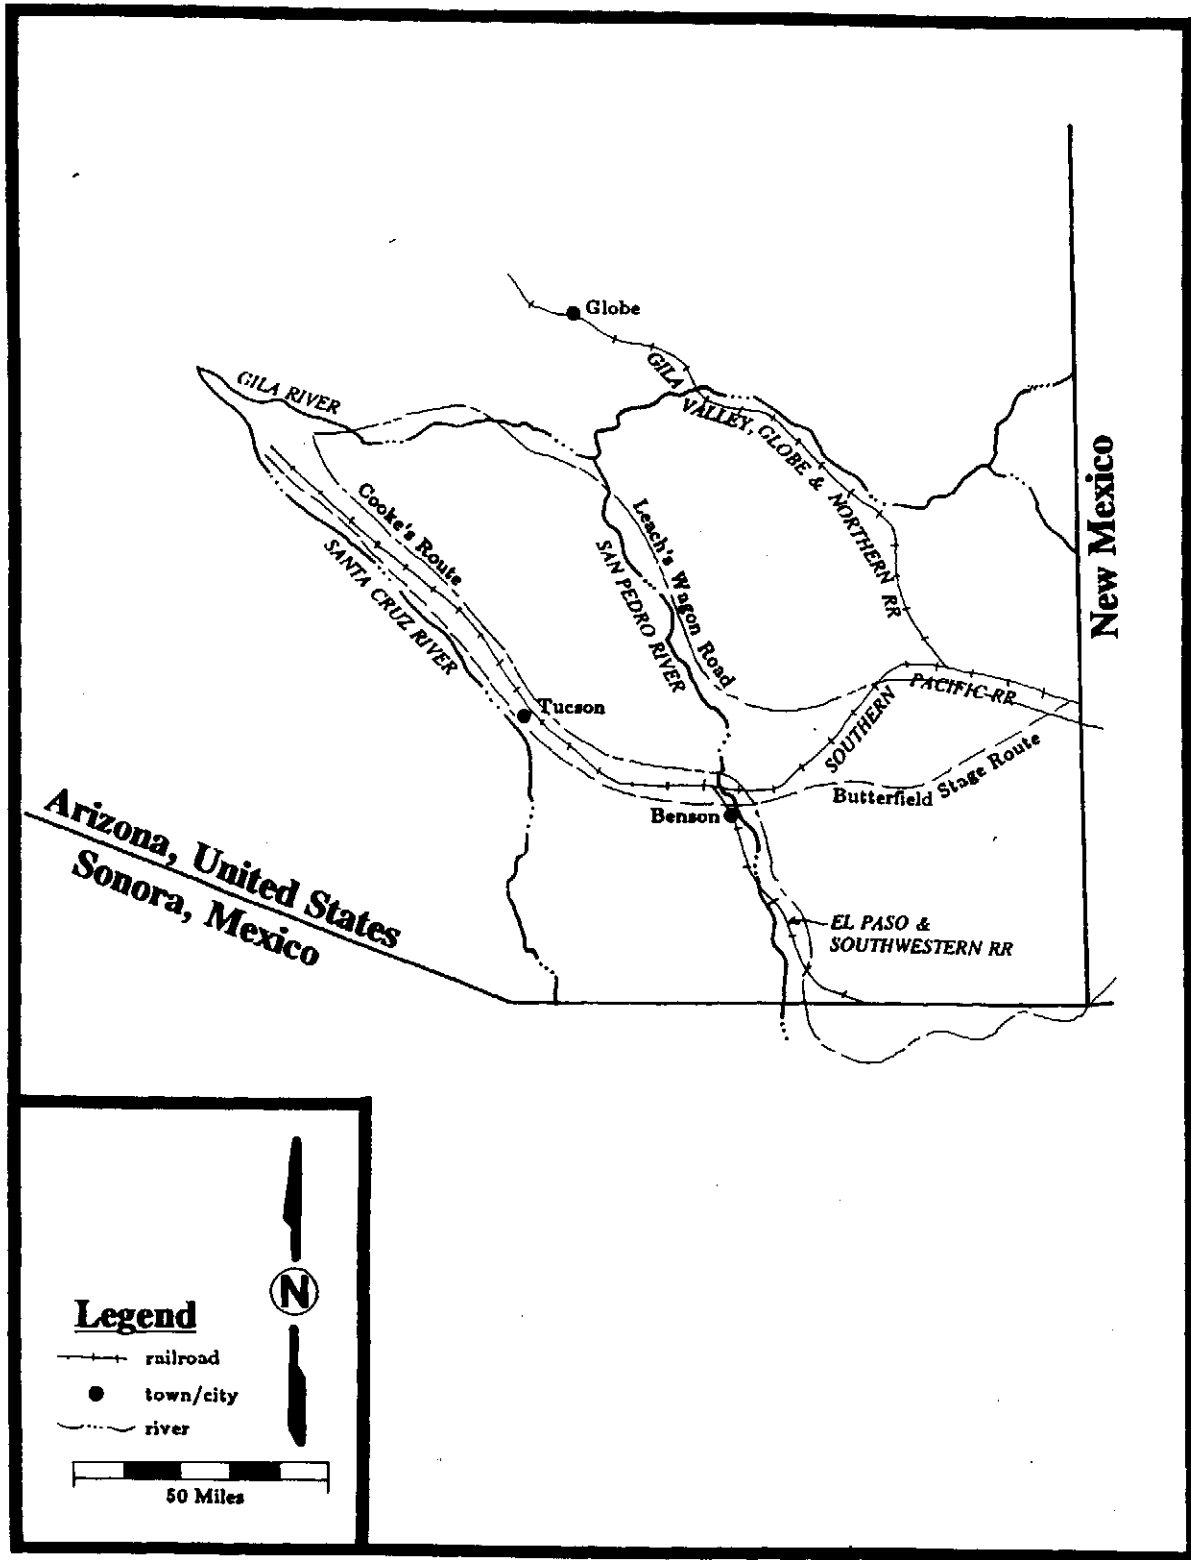 Globe
GILA RIVER
GILA VALLEY, GLOBE & NORTHERN RR
New Mexico
Cooke's Route
Leach's Wagon Road
SANTA CRUZ RIVER
SAN PEDRO RIVER
Tucson
SOUTHERN PACIFIC RR
Butterfield Stage Route
Benson
Arizona, United States
Sonora, Mexico
EL PASO &
SOUTHWESTERN RR
N
Legend
railroad
town/city
river
50 Miles